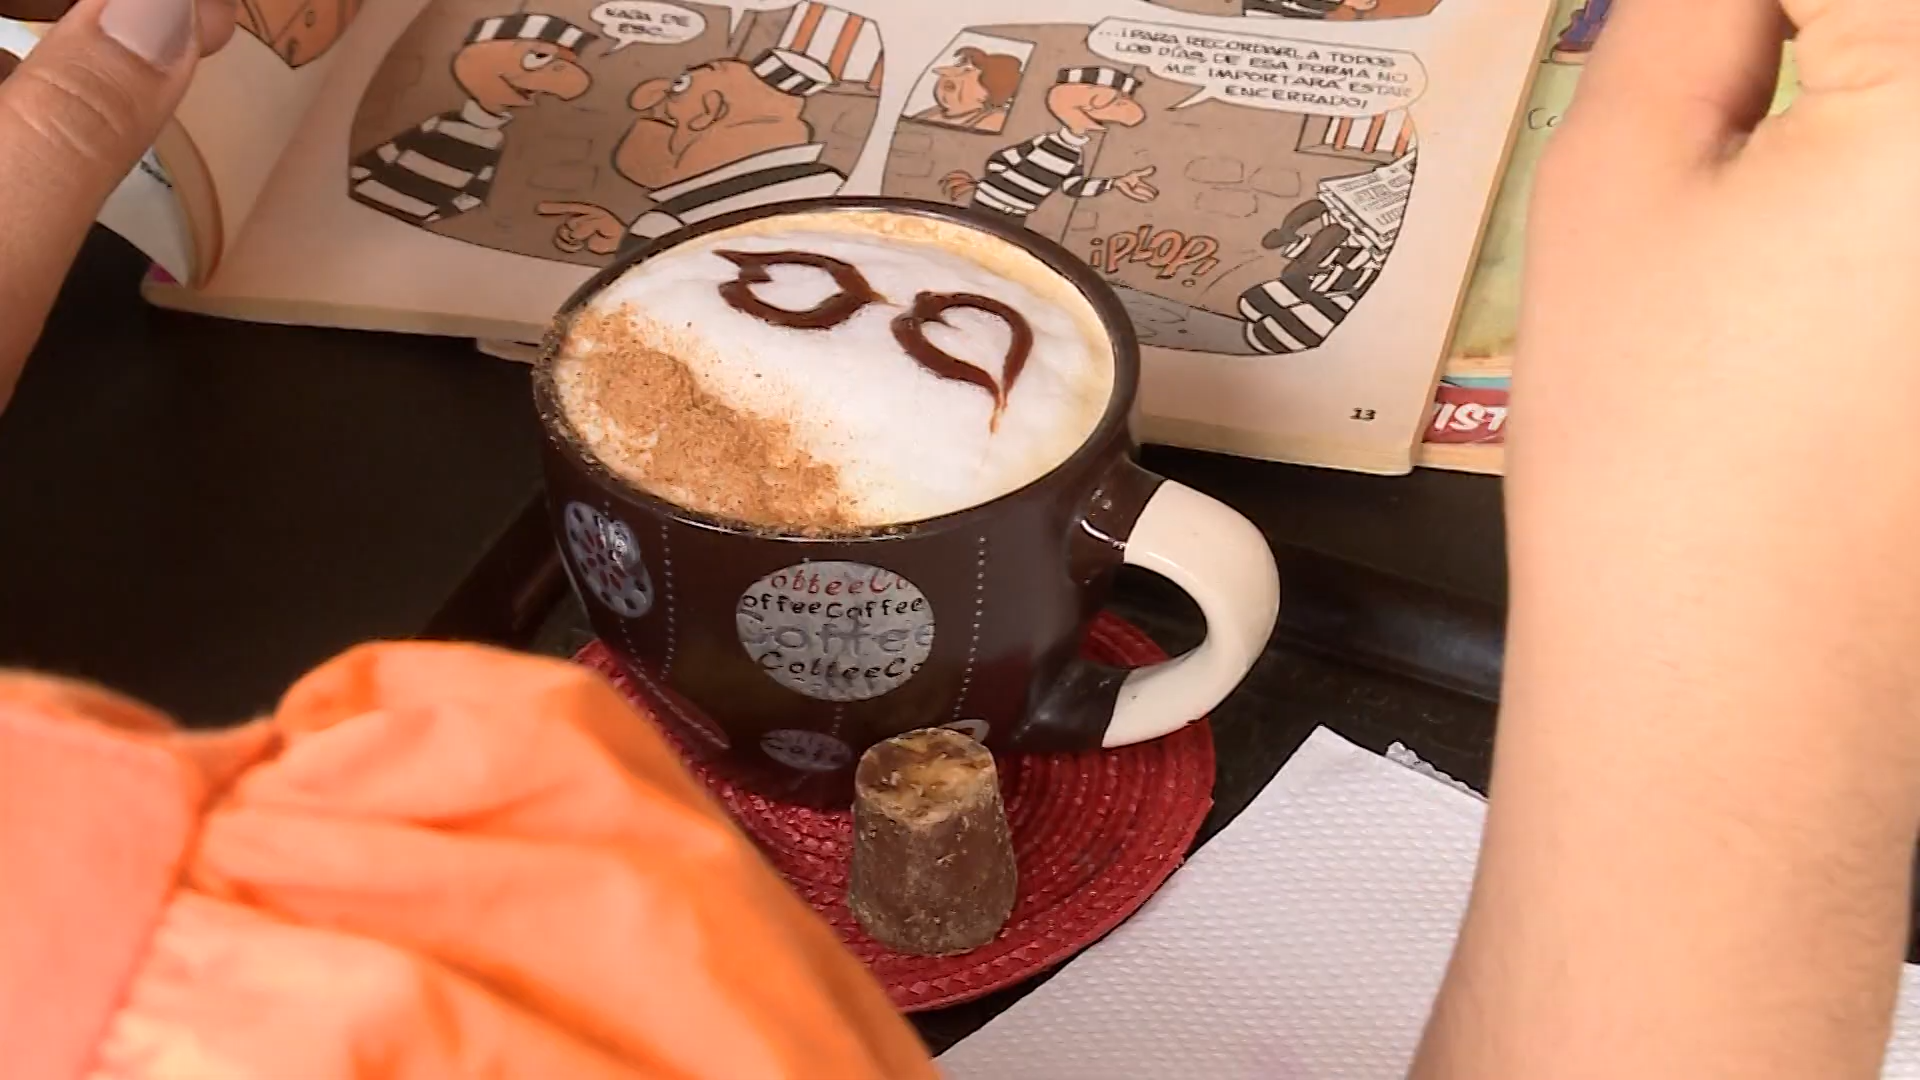 NADA DE
ESO...
...¡PARA RECORDARLA TODOS
LOS DÍAS DE ESA FORMA NO
ME IMPORTARÁ ESTAR
ENCERRADO!
¡PLOP!
13
CoffeeCo
offeeCoffee
Coffee
CoffeeCo